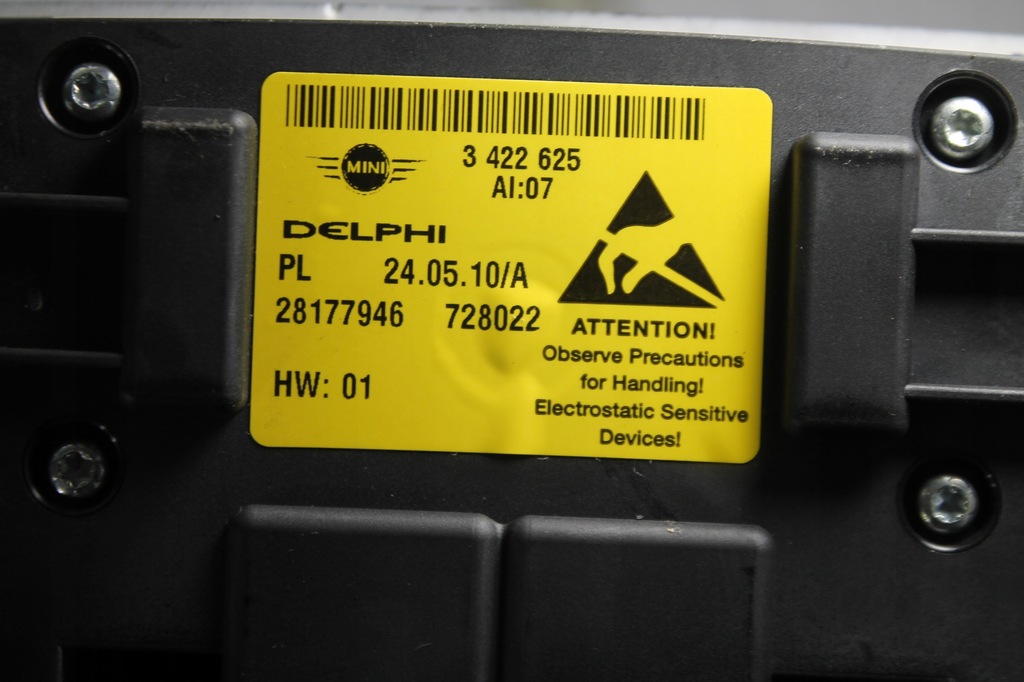 MINI
3 422 625
AI:07
DELPHI
PL 24.05.10/A
28177946 728022
HW: 01
ATTENTION!
Observe Precautions
for Handling!
Electrostatic Sensitive
Devices!